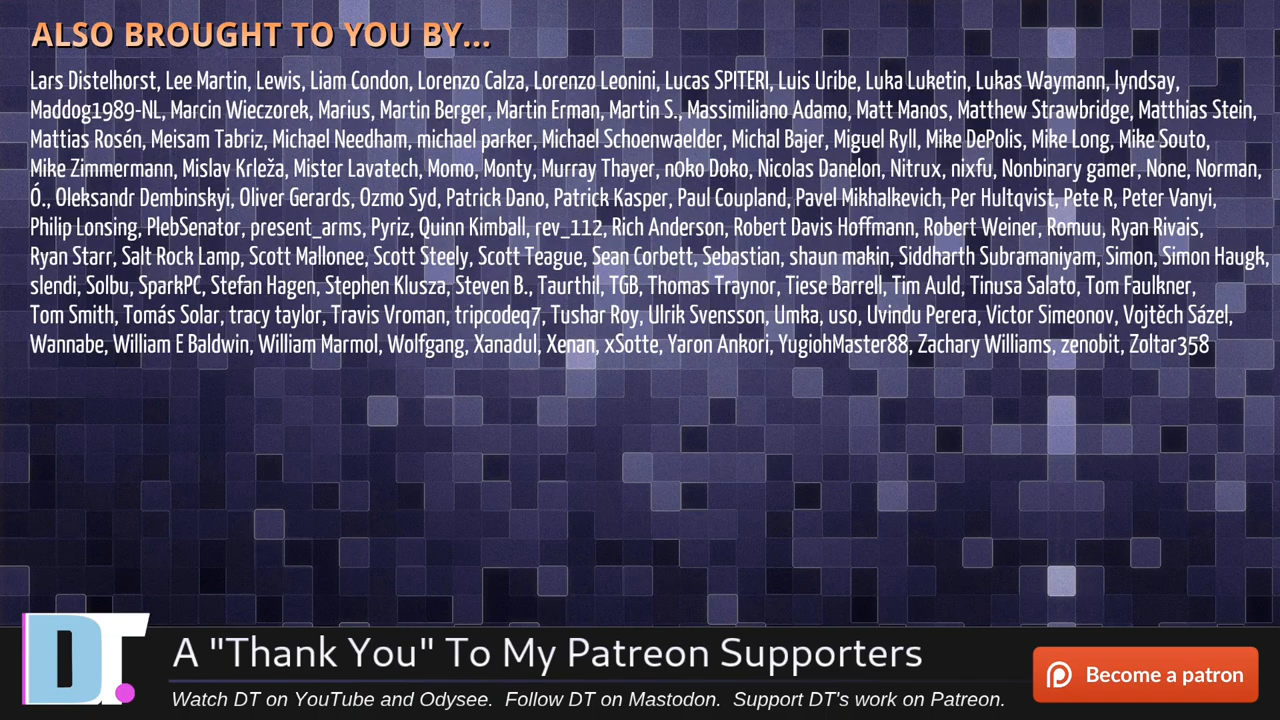 ALSO BROUGHT TO YOU BY...
Lars Distelhorst, Lee Martin, Lewis, Liam Condon, Lorenzo Calza, Lorenzo Leonini, Lucas SPITERI, Luis Uribe, Luka Luketin, Lukas Waymann, lyndsay,
Maddog1989-NL, Marcin Wieczorek, Marius, Martin Berger, Martin Erman, Martin S., Massimiliano Adamo, Matt Manos, Matthew Strawbridge, Matthias Stein,
Mattias Rosén, Meisam Tabriz, Michael Needham, michael parker, Michael Schoenwaelder, Michal Bajer, Miguel Ryll, Mike DePolis, Mike Long, Mike Souto,
Mike Zimmermann, Mislav Krleža, Mister Lavatech, Momo, Monty, Murray Thayer, n0ko Doko, Nicolas Danelon, Nitrux, nixfu, Nonbinary gamer, None, Norman,
Ó., Oleksandr Dembinskyi, Oliver Gerards, Ozmo Syd, Patrick Dano, Patrick Kasper, Paul Coupland, Pavel Mikhalkevich, Per Hultqvist, Pete R, Peter Vanyi,
Philip Lonsing, PlebSenator, present_arms, Pyriz, Quinn Kimball, rev_112, Rich Anderson, Robert Davis Hoffmann, Robert Weiner, Romuu, Ryan Rivais,
Ryan Starr, Salt Rock Lamp, Scott Mallonee, Scott Steely, Scott Teague, Sean Corbett, Sebastian, shaun makin, Siddharth Subramaniyam, Simon, Simon Haugk,
slendi, Solbu, SparkPC, Stefan Hagen, Stephen Klusza, Steven B., Taurthil, TGB, Thomas Traynor, Tiese Barrell, Tim Auld, Tinusa Salato, Tom Faulkner,
Tom Smith, Tomás Solar, tracy taylor, Travis Vroman, tripcodeq7, Tushar Roy, Ulrik Svensson, Umka, uso, Uvindu Perera, Victor Simeonov, Vojtěch Sázel,
Wannabe, William E Baldwin, William Marmol, Wolfgang, Xanadul, Xenan, xSotte, Yaron Ankori, YugiohMaster88, Zachary Williams, zenobit, Zoltar358
DT
A "Thank You" To My Patreon Supporters
Watch DT on YouTube and Odysee. Follow DT on Mastodon. Support DT's work on Patreon.
Become a patron